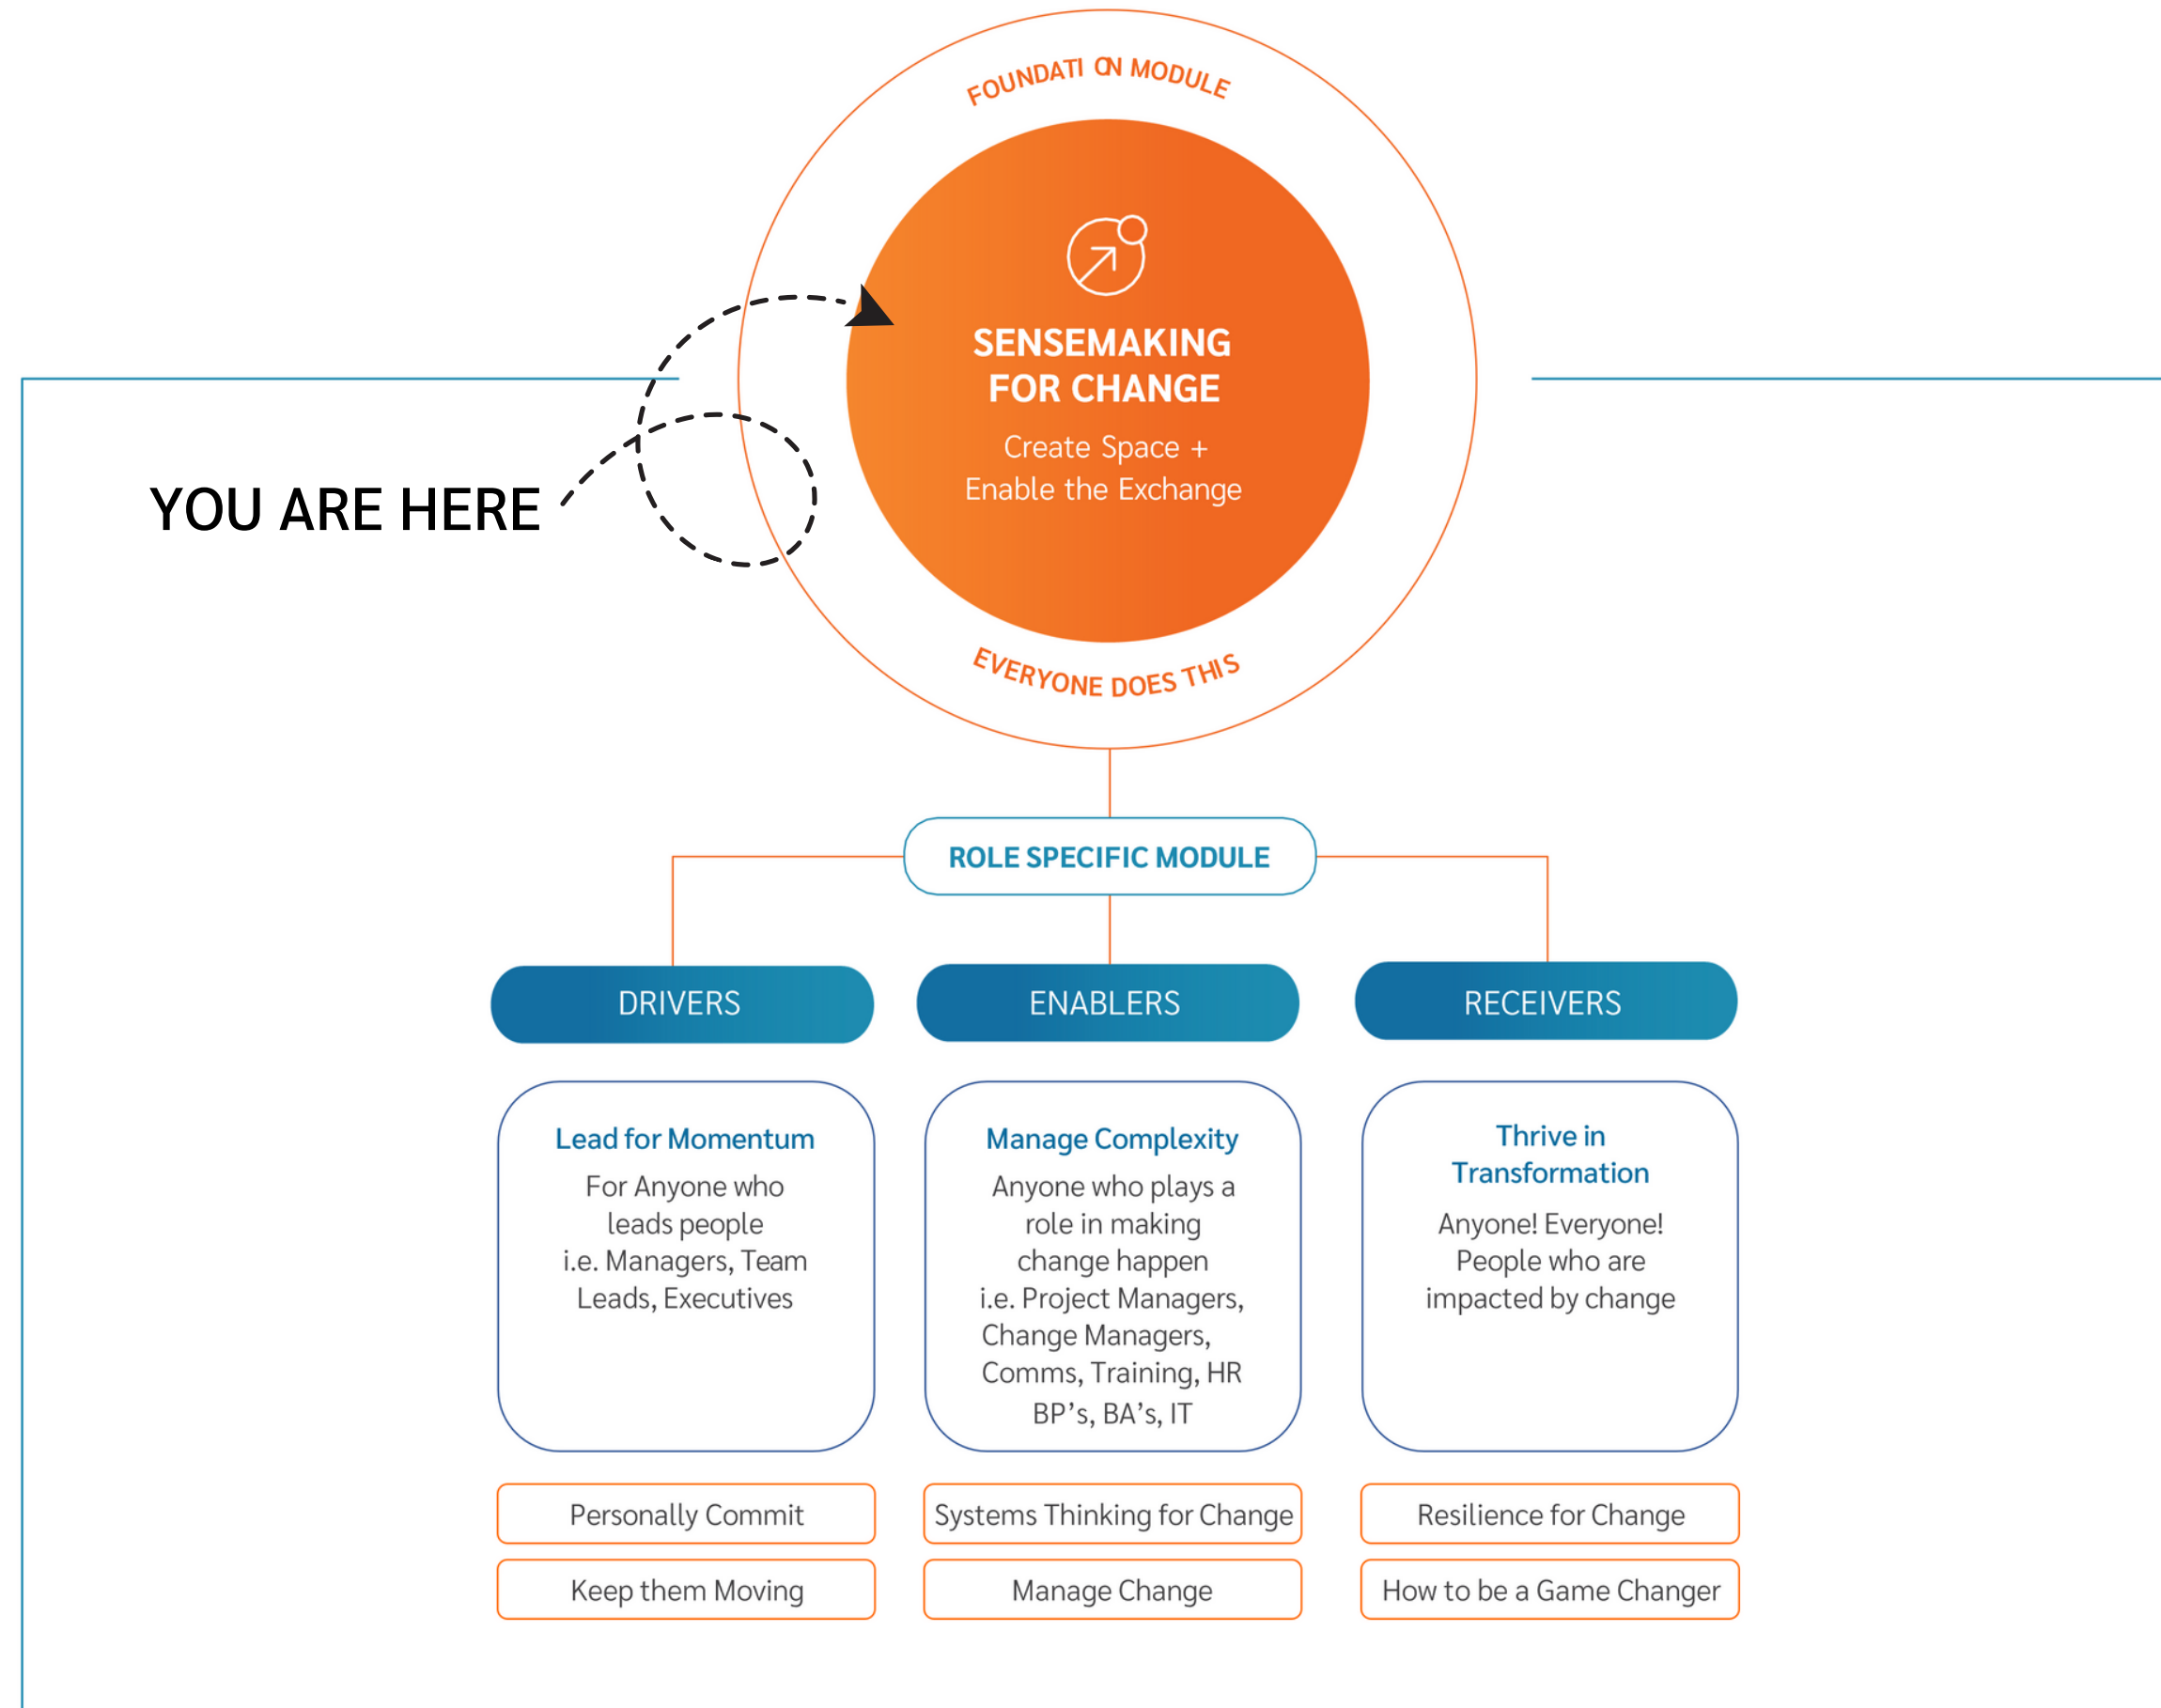 FOUNDATION MODULE
SENSEMAKING
FOR CHANGE
Create Space +
Enable the Exchange
YOU ARE HERE
EVERYONE DOES THIS
ROLE SPECIFIC MODULE
DRIVERS
ENABLERS
RECEIVERS
Lead for Momentum
For Anyone who
leads people
i.e. Managers, Team
Leads, Executives
Manage Complexity
Anyone who plays a
role in making
change happen
i.e. Project Managers,
Change Managers,
Comms, Training, HR
BP's, BA's, IT
Thrive in
Transformation
Anyone! Everyone!
People who are
impacted by change
Personally Commit
Systems Thinking for Change
Resilience for Change
Keep them Moving
Manage Change
How to be a Game Changer